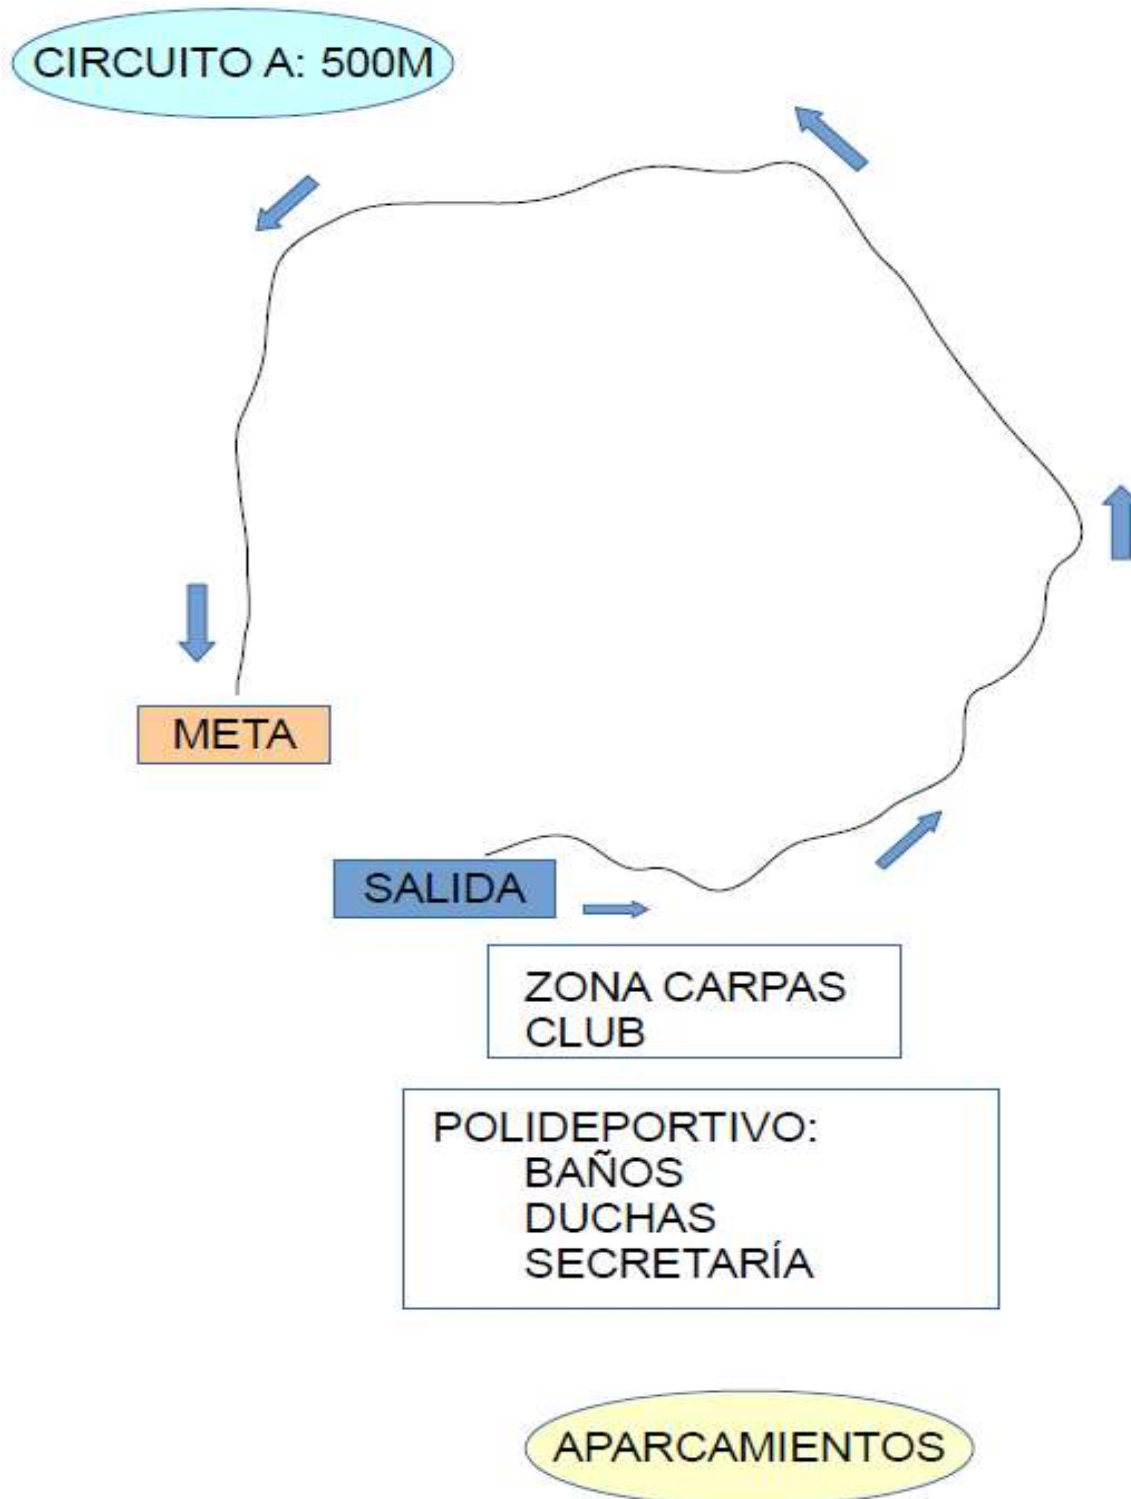 CIRCUITO A: 500M
META
SALIDA
ZONA CARPAS
CLUB
POLIDEPORTIVO:
BAÑOS
DUCHAS
SECRETARÍA
APARCAMIENTOS